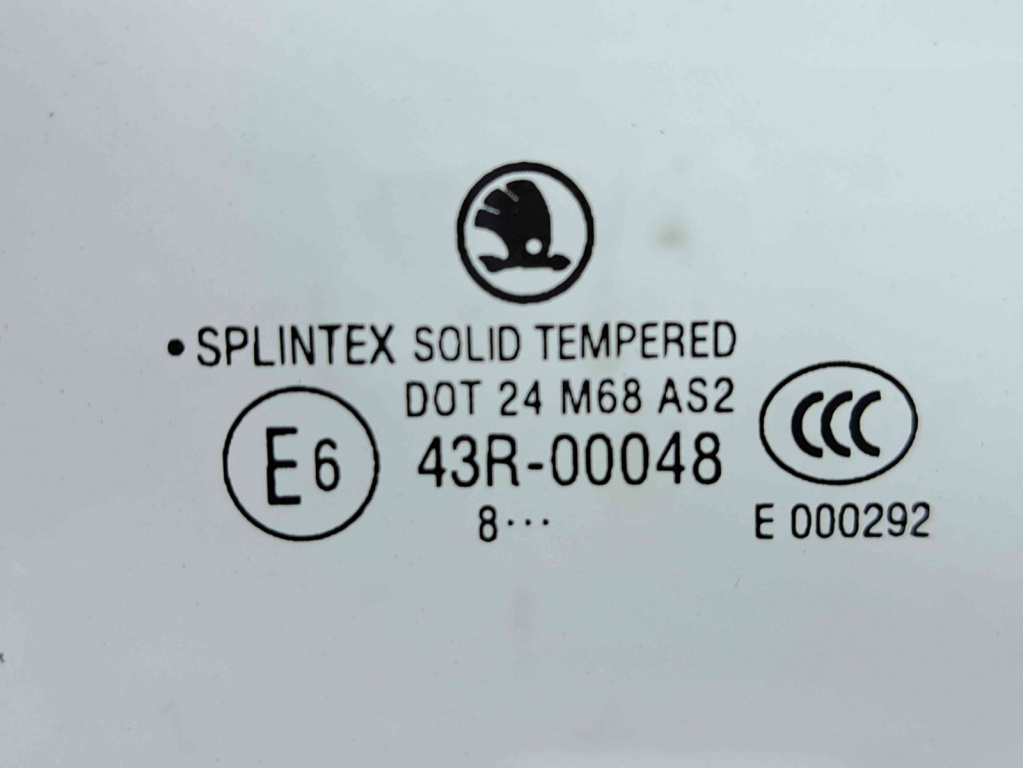 • SPLINTEX SOLID TEMPERED
DOT 24 M68 AS2
E6 43R-00048 CCC
8··· E 000292